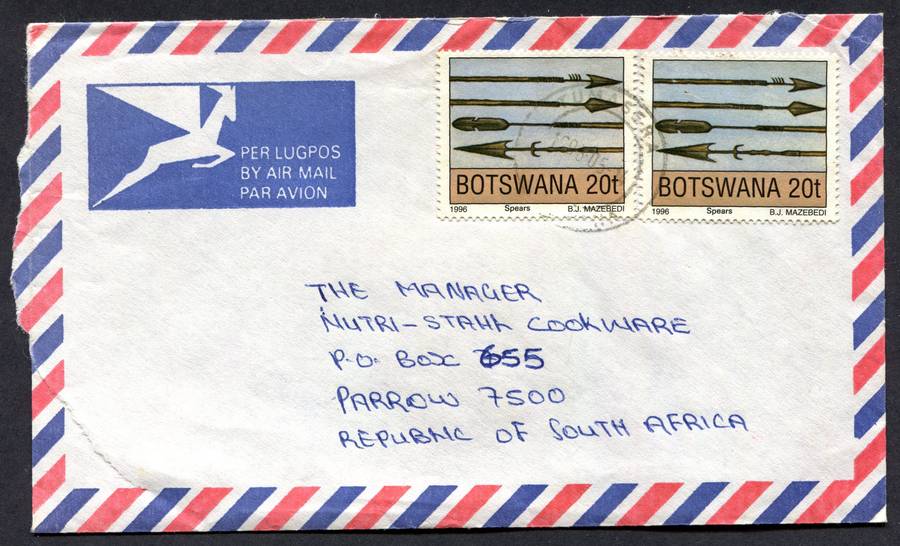 PER LUGPOS
BY AIR MAIL
PAR AVION
BOTSWANA 20t
1996 Spears B.J. MAZEBEDI
BOTSWANA 20t
1996 Spears B.J. MAZEBEDI
THE MANAGER
NUTRI-STAHL COOKWARE
P.O. BOX 655
PARROW 7500
REPUBLIC OF SOUTH AFRICA